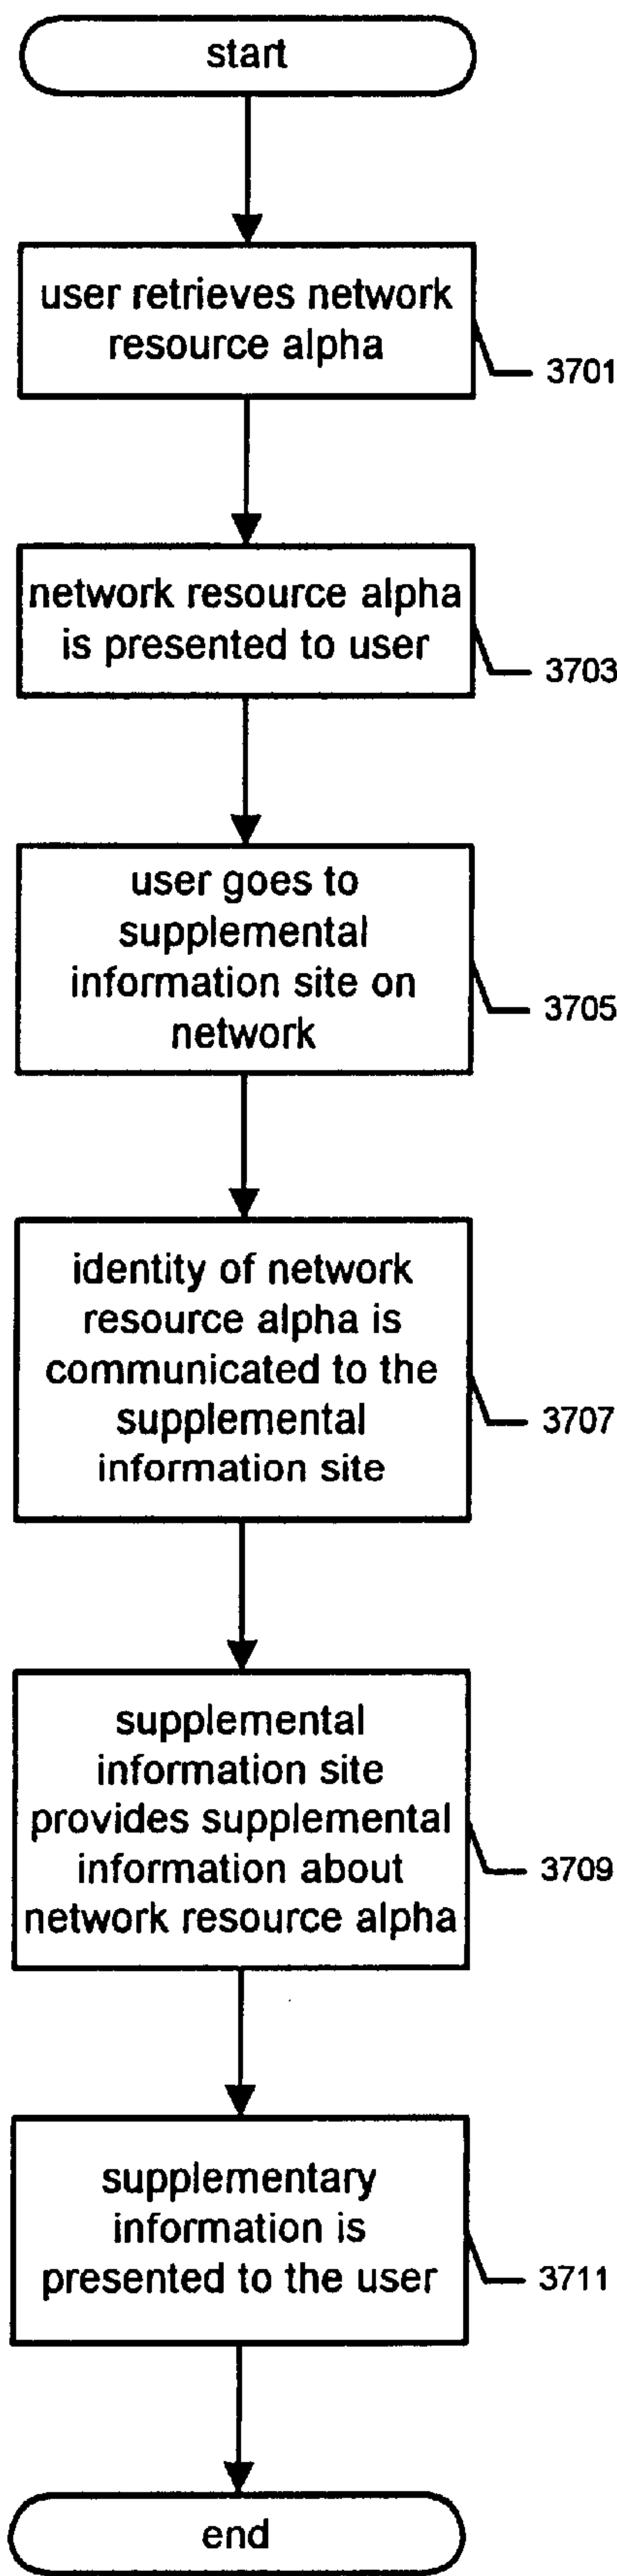 start
user retrieves network
resource alpha
3701
network resource alpha
is presented to user
3703
user goes to
supplemental
information site on
network
3705
identity of network
resource alpha is
communicated to the
supplemental
information site
3707
supplemental
information site
provides supplemental
information about
network resource alpha
3709
supplementary
information is
presented to the user
3711
end